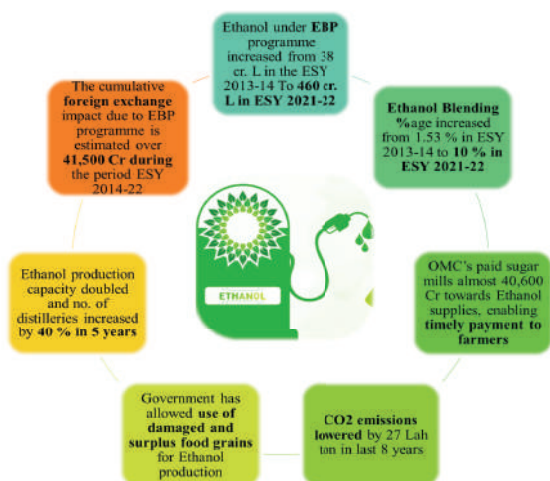 Ethanol under EBP
programme
increased from 38
cr. L in the ESY
2013-14 To 460 cr.
L in ESY 2021-22
Ethanol Blending
%age increased
from 1.53 % in ESY
2013-14 to 10 % in
ESY 2021-22
OMC's paid sugar
mills almost 40,600
Cr towards Ethanol
supplies, enabling
timely payment to
farmers
CO2 emissions
lowered by 27 Lah
ton in last 8 years
Government has
allowed use of
damaged and
surplus food grains
for Ethanol
production
Ethanol production
capacity doubled
and no. of
distilleries increased
by 40 % in 5 years
The cumulative
foreign exchange
impact due to EBP
programme is
estimated over
41,500 Cr during
the period ESY
2014-22
ETHANOL